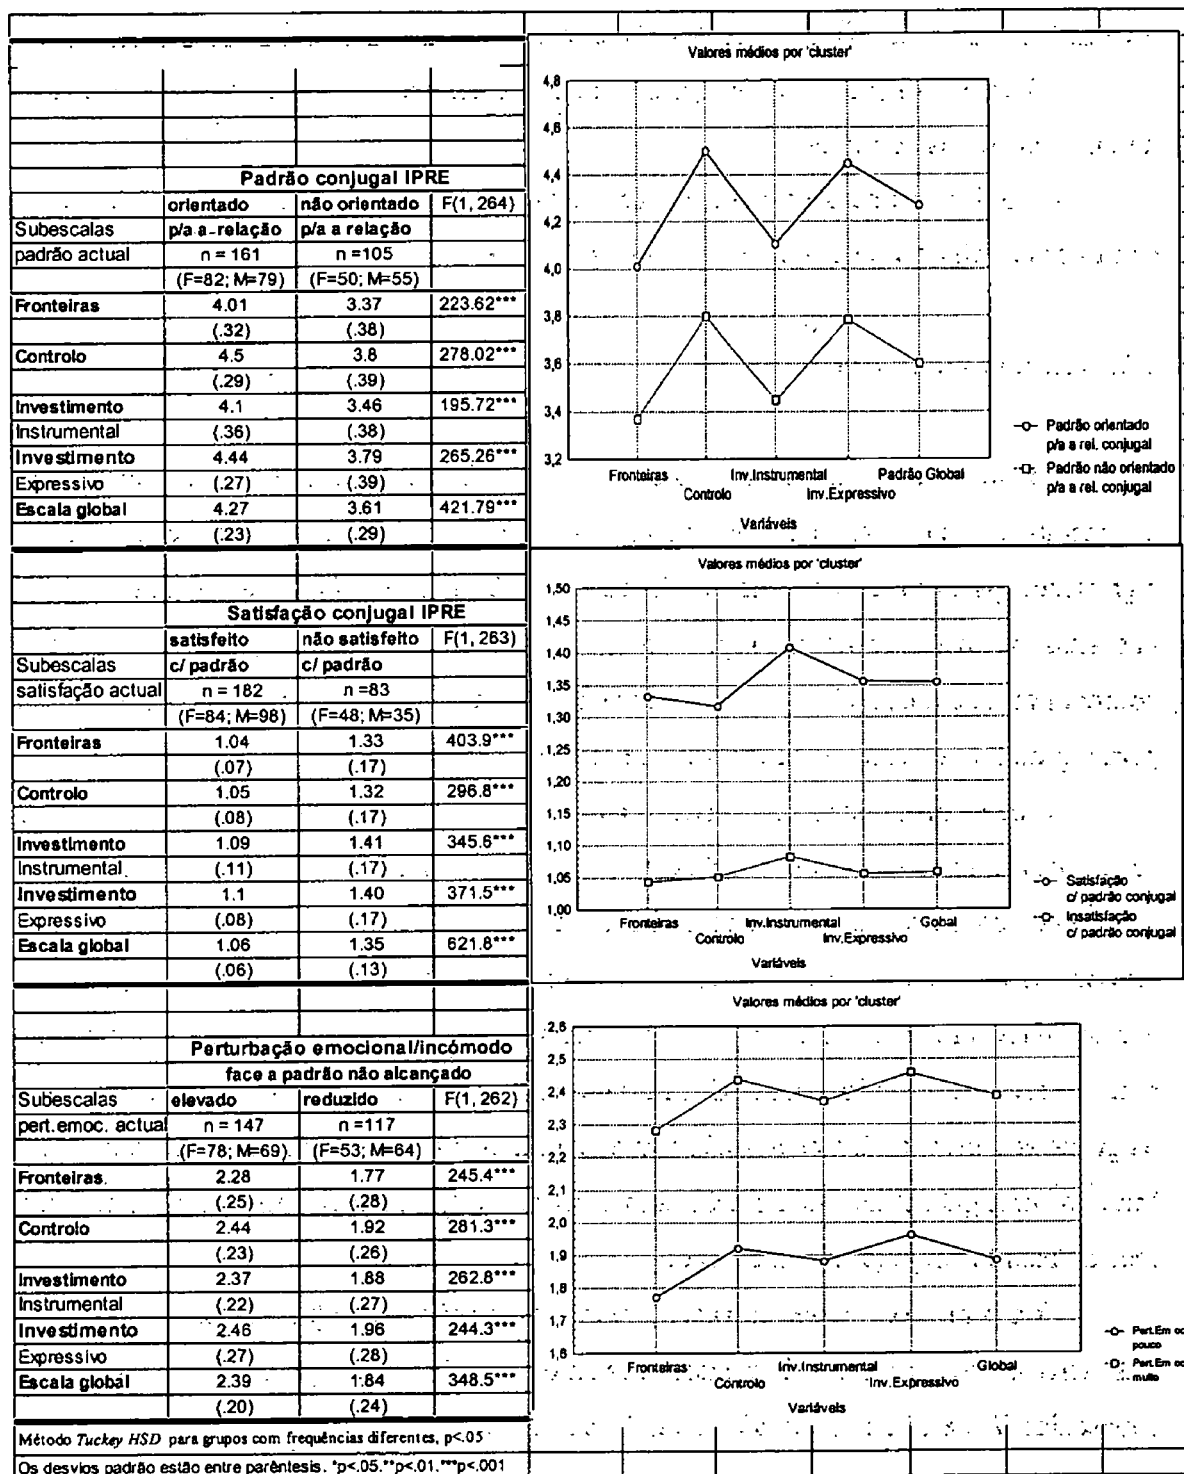 Padrão conjugal IPRE
orientado não orientado F(1, 264)
Subescalas p/a a relação p/a a relação
padrão actual n = 161 n =105
(F=82; M=79) (F=50; M=55)
Fronteiras 4.01 3.37 223.62***
(.32) (.38)
Controlo 4.5 3.8 278.02***
(.29) (.39)
Investimento 4.1 3.46 195.72***
Instrumental (.36) (.38)
Investimento 4.44 3.79 265.26***
Expressivo (.27) (.39)
Escala global 4.27 3.61 421.79***
(.23) (.29)
Valores médios por 'cluster'
4,8
4,6
4,4
4,2
4,0
3,8
3,6
3,4
3,2
Fronteiras Inv.Instrumental Padrão Global
Controlo Inv.Expressivo
Variáveis
Padrão orientado
p/a a rel. conjugal
Padrão não orientado
p/a a rel. conjugal
Satisfação conjugal IPRE
satisfeito não satisfeito F(1, 263)
Subescalas c/ padrão c/ padrão
satisfação actual n = 182 n =83
(F=84; M=98) (F=48; M=35)
Fronteiras 1.04 1.33 403.9***
(.07) (.17)
Controlo 1.05 1.32 296.8***
(.08) (.17)
Investimento 1.09 1.41 345.6***
Instrumental (.11) (.17)
Investimento 1.1 1.40 371.5***
Expressivo (.08) (.17)
Escala global 1.06 1.35 621.8***
(.06) (.13)
Valores médios por 'cluster'
1,50
1,45
1,40
1,35
1,30
1,25
1,20
1,15
1,10
1,05
1,00
Fronteiras Inv.Instrumental Gobal
Controlo Inv.Expressivo
Variáveis
Satisfação
c/ padrão conjugal
Insatisfação
c/ padrão conjugal
Perturbação emocional/incómodo
face a padrão não alcançado
Subescalas elevado reduzido F(1, 262)
pert.emoc. actual n = 147 n =117
(F=78; M=69) (F=53; M=64)
Fronteiras 2.28 1.77 245.4***
(.25) (.28)
Controlo 2.44 1.92 281.3***
(.23) (.26)
Investimento 2.37 1.88 262.8***
Instrumental (.22) (.27)
Investimento 2.46 1.96 244.3***
Expressivo (.27) (.28)
Escala global 2.39 1.84 348.5***
(.20) (.24)
Valores médios por 'cluster'
2,6
2,5
2,4
2,3
2,2
2,1
2,0
1,9
1,8
1,7
1,6
Fronteiras Inv.Instrumental Global
Controlo Inv.Expressivo
Variáveis
Pert.Em oc
pouco
Pert.Em oc
muito
Método Tuckey HSD para grupos com frequências diferentes, p<.05
Os desvios padrão estão entre parêntesis. *p<.05.**p<.01.***p<.001